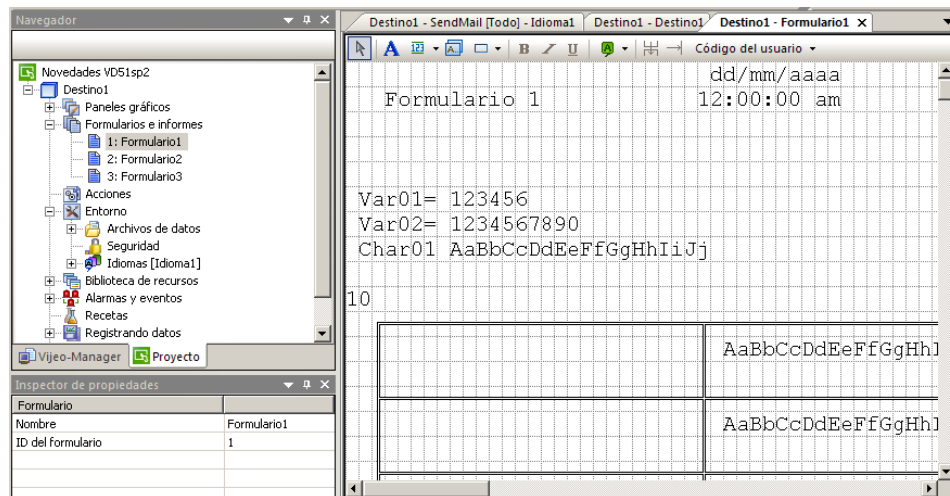 Navegador
Novedades VD51sp2
Destino1
Paneles gráficos
Formularios e informes
1: Formulario1
2: Formulario2
3: Formulario3
Acciones
Entorno
Archivos de datos
Seguridad
Idiomas [Idioma1]
Biblioteca de recursos
Alarmas y eventos
Recetas
Registrando datos
Vijeo-Manager Proyecto
Inspector de propiedades
Formulario
Nombre Formulario1
ID del formulario 1
Destino1 - SendMail [Todo] - Idioma1 Destino1 - Destino1 Destino1 - Formulario1
A 123 B I U A Código del usuario
dd/mm/aaaa
Formulario 1 12:00:00 am
Var01= 123456
Var02= 1234567890
Char01 AaBbCcDdEeFfGgHhIiJj
10
AaBbCcDdEeFfGgHhI
AaBbCcDdEeFfGgHhI